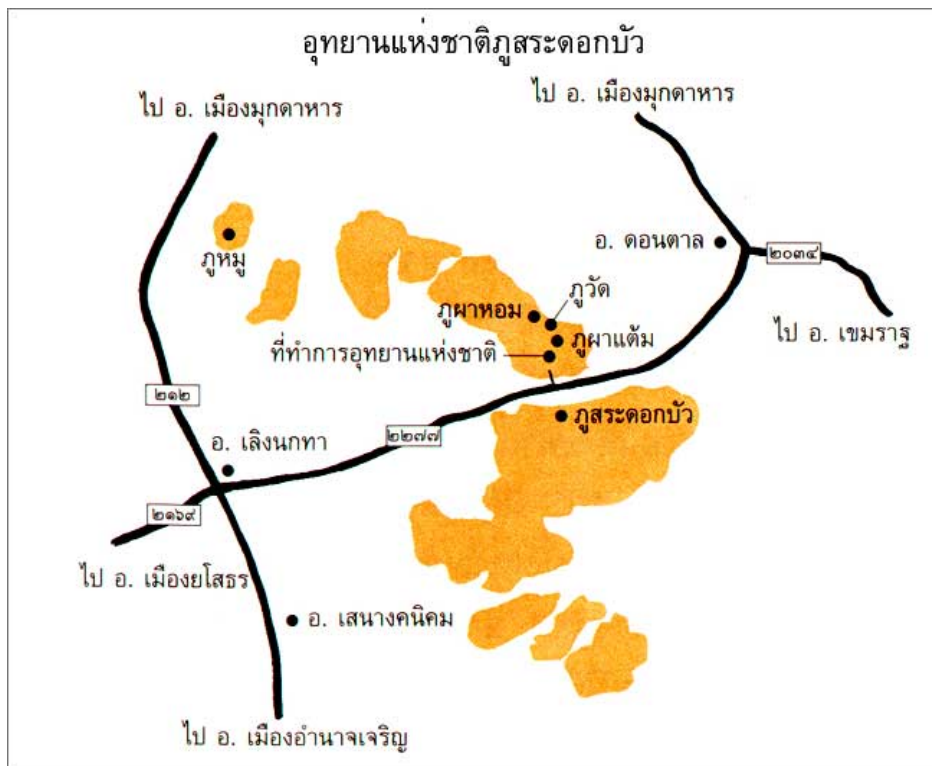 อุทยานแห่งชาติภูสระดอกบัว
ไป อ. เมืองมุกดาหาร
ไป อ. เมืองมุกดาหาร
อ. ดอนตาล
๒๐๓๔
ภูหมู
ภูวัด
ภูผาหอม
ภูผาแต้ม
ไป อ. เขมราฐ
ที่ทำการอุทยานแห่งชาติ
๒๑๒
ภูสระดอกบัว
๒๒๗๗
อ. เลิงนกทา
๒๑๖๙
ไป อ. เมืองยโสธร
อ. เสนางคนิคม
ไป อ. เมืองอำนาจเจริญ